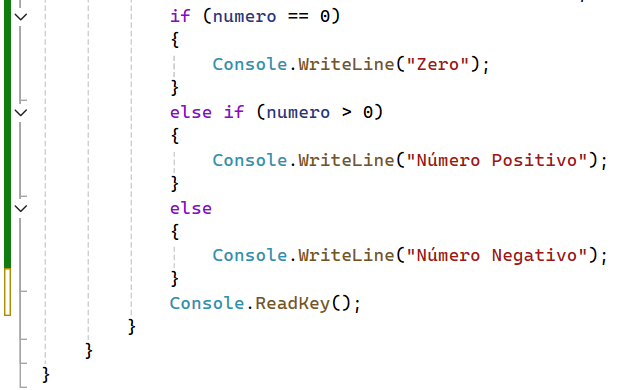 if (numero == 0)
{
Console.WriteLine("Zero");
}
else if (numero > 0)
{
Console.WriteLine("Número Positivo");
}
else
{
Console.WriteLine("Número Negativo");
}
Console.ReadKey();
}
}
}